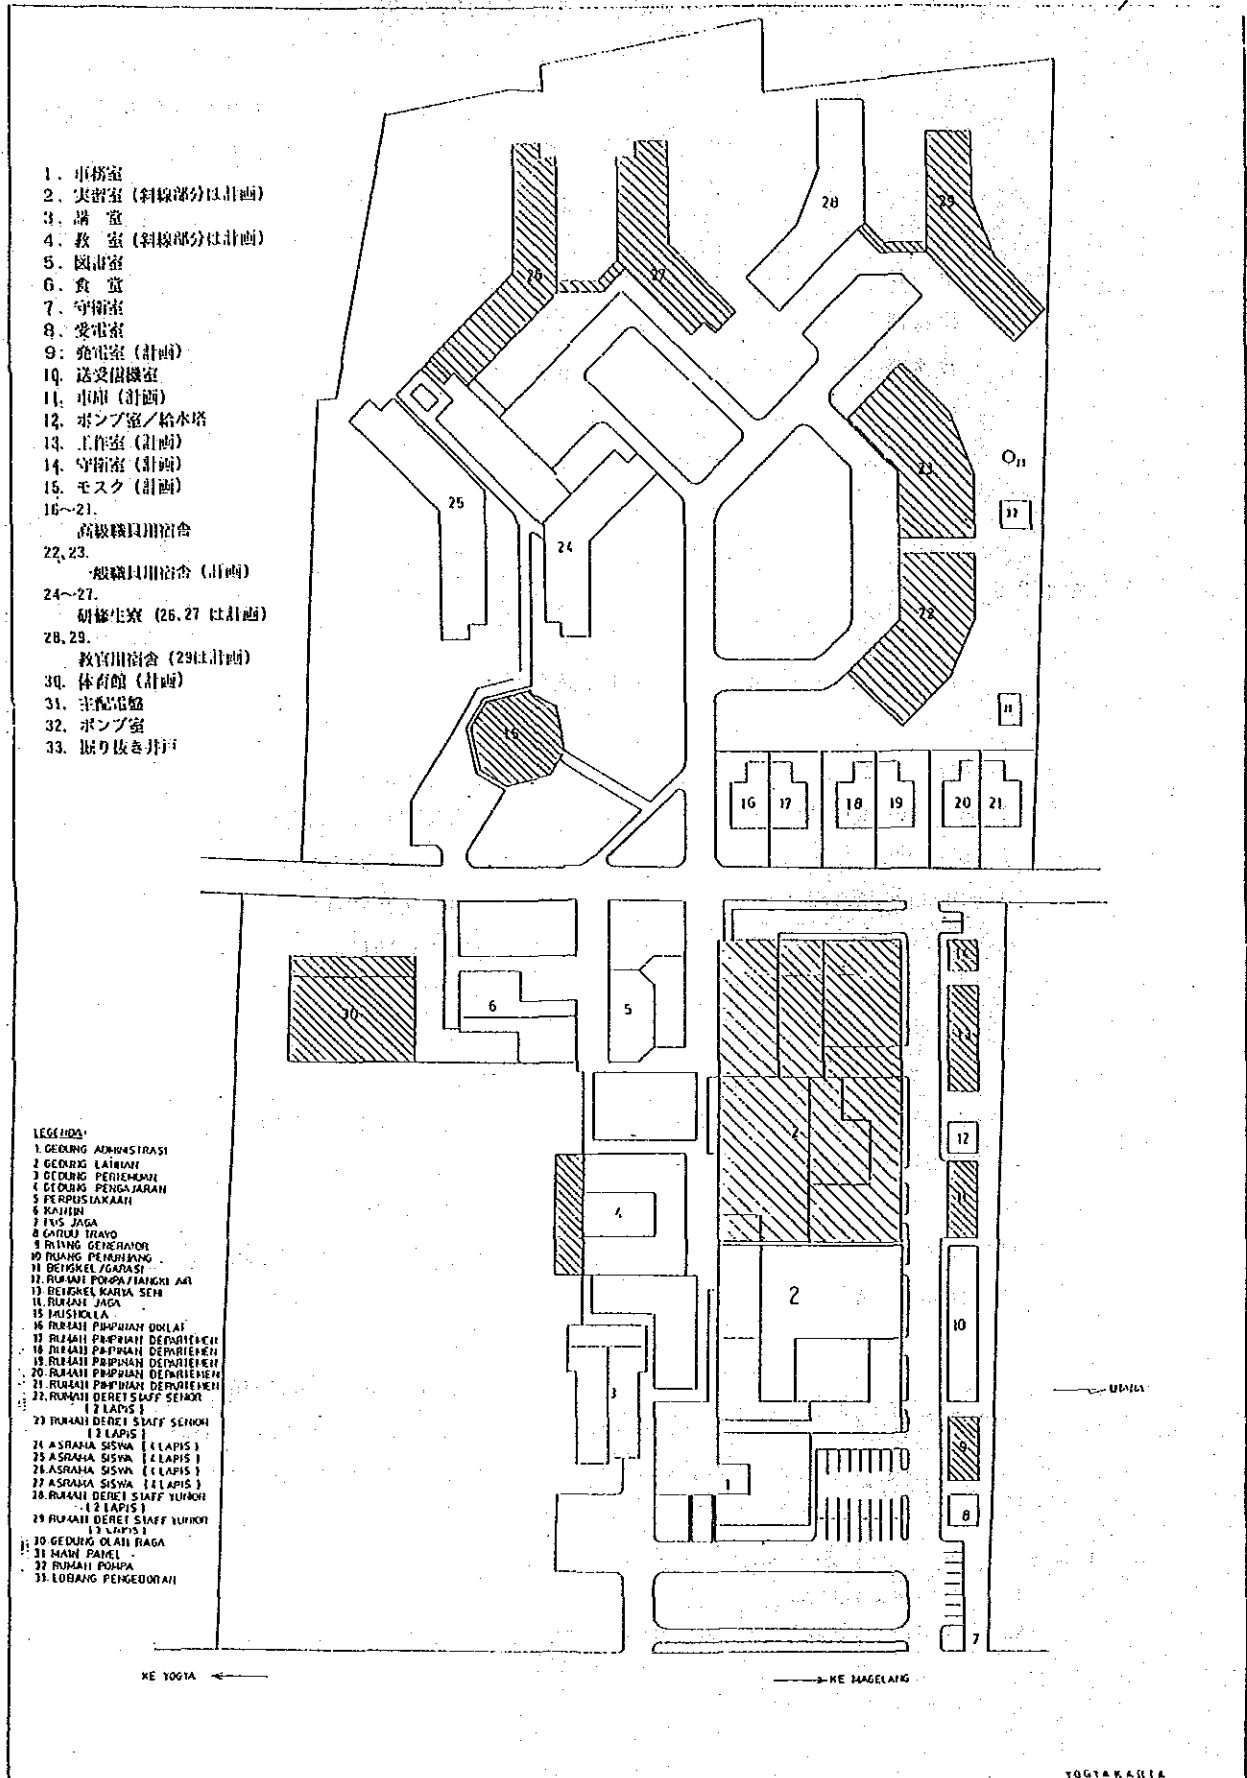 1. 事務室
2. 実習室 (斜線部分は計画)
3. 講 堂
4. 教 室 (斜線部分は計画)
5. 図書室
6. 食 堂
7. 守衛室
8. 受電室
9. 発電室 (計画)
10. 送受信機室
11. 車庫 (計画)
12. ポンプ室/給水塔
13. 工作室 (計画)
14. 守衛室 (計画)
15. モスク (計画)
16~21.
高級職員用宿舎
22,23.
一般職員用宿舎 (計画)
24~27.
研修生寮 (26,27 は計画)
28,29.
教官用宿舎 (29は計画)
30. 体育館 (計画)
31. 主配電盤
32. ポンプ室
33. 掘り抜き井戸
28
29
26
27
25
24
23
22
15
16 17 18 19 20 21
30
6
5
12
2
4
2
10
3
9
1
8
7
LEGENDA:
1 GEDUNG ADMINISTRASI
2 GEDUNG LATIHAN
3 GEDUNG PERTEMUAN
4 GEDUNG PENGAJARAN
5 PERPUSTAKAAN
6 KANTIN
7 POS JAGA
8 GARDU TRAFO
9 RUANG GENERATOR
10 RUANG PENUNJANG
11 BENGKEL/GARASI
12 RUMAH POMPA/TANGKI AIR
13 BENGKEL KARYA SENI
14 RUMAH JAGA
15 MUSHOLLA
16 RUMAH PIMPINAN DIKLAT
17 RUMAH PIMPINAN DEPARTEMEN
18 RUMAH PIMPINAN DEPARTEMEN
19 RUMAH PIMPINAN DEPARTEMEN
20 RUMAH PIMPINAN DEPARTEMEN
21 RUMAH PIMPINAN DEPARTEMEN
22 RUMAH DERET STAFF SENIOR
( 2 LAPIS )
23 RUMAH DERET STAFF SENIOR
( 2 LAPIS )
24 ASRAMA SISWA
25 ASRAMA SISWA
26 ASRAMA SISWA
27 ASRAMA SISWA
28 RUMAH DERET STAFF YUNIOR
( 2 LAPIS )
29 RUMAH DERET STAFF YUNIOR
( 2 LAPIS )
30 GEDUNG OLAH RAGA
31 MAIN PANEL
32 RUMAH POMPA
33 LOBANG PENGEBORAN
UTARA
KE YOGYA
KE MAGELANG
YOGYAKARTA